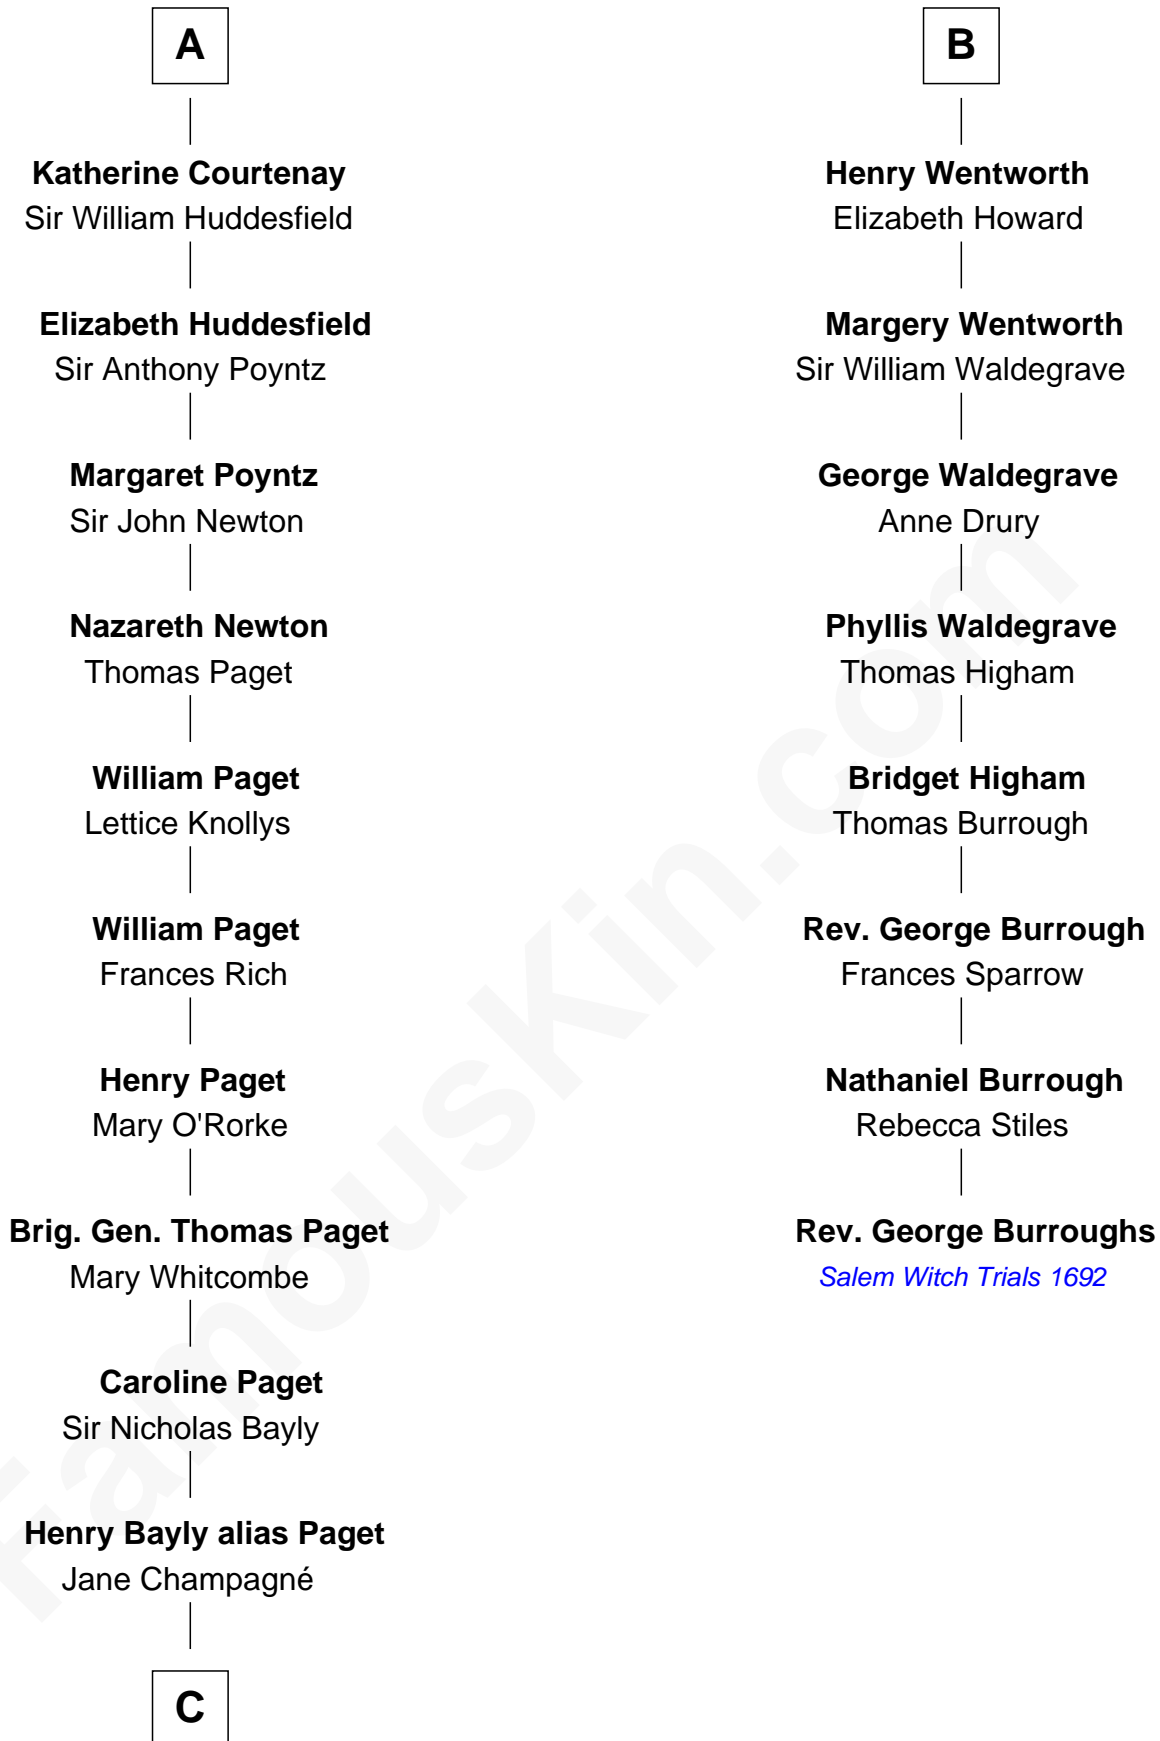 A
Katherine Courtenay
Sir William Huddesfield
Elizabeth Huddesfield
Sir Anthony Poyntz
Margaret Poyntz
Sir John Newton
Nazareth Newton
Thomas Paget
William Paget
Lettice Knollys
William Paget
Frances Rich
Henry Paget
Mary O'Rorke
Brig. Gen. Thomas Paget
Mary Whitcombe
Caroline Paget
Sir Nicholas Bayly
Henry Bayly alias Paget
Jane Champagné
C
B
Henry Wentworth
Elizabeth Howard
Margery Wentworth
Sir William Waldegrave
George Waldegrave
Anne Drury
Phyllis Waldegrave
Thomas Higham
Bridget Higham
Thomas Burrough
Rev. George Burrough
Frances Sparrow
Nathaniel Burrough
Rebecca Stiles
Rev. George Burroughs
Salem Witch Trials 1692
FamousKin.com